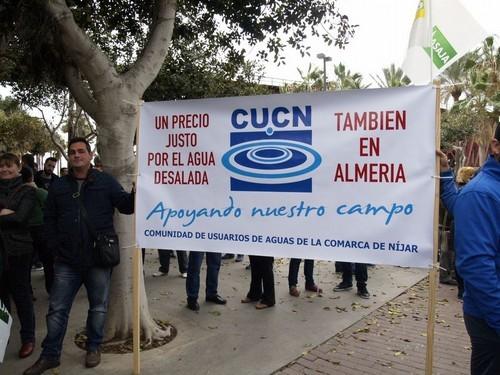 UN PRECIO
JUSTO
POR EL AGUA
DESALADA
CUCN
TAMBIEN
EN
ALMERIA
Apoyando nuestro campo
COMUNIDAD DE USUARIOS DE AGUAS DE LA COMARCA DE NÍJAR
ASAJA